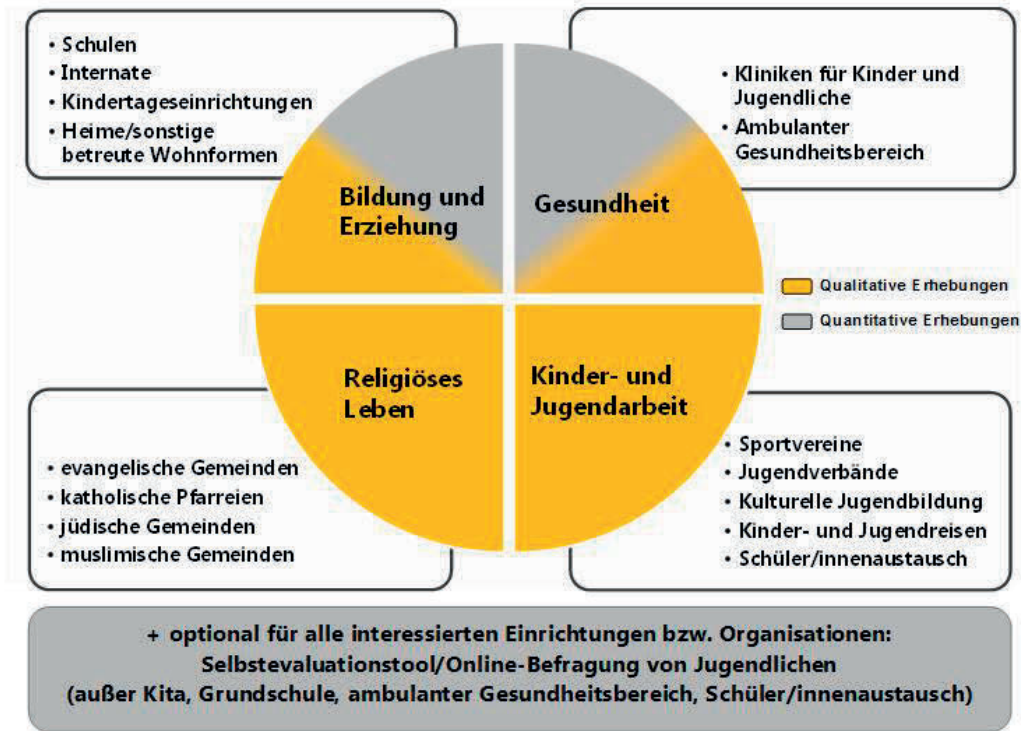 • Schulen
• Internate
• Kindertageseinrichtungen
• Heime/sonstige
betreute Wohnformen
• Kliniken für Kinder und
Jugendliche
• Ambulanter
Gesundheitsbereich
Bildung und
Erziehung
Gesundheit
Qualitative Erhebungen
Quantitative Erhebungen
Religiöses
Leben
Kinder- und
Jugendarbeit
• evangelische Gemeinden
• katholische Pfarreien
• jüdische Gemeinden
• muslimische Gemeinden
• Sportvereine
• Jugendverbände
• Kulturelle Jugendbildung
• Kinder- und Jugendreisen
• Schüler/innenaustausch
+ optional für alle interessierten Einrichtungen bzw. Organisationen:
Selbstevaluationstool/Online-Befragung von Jugendlichen
(außer Kita, Grundschule, ambulanter Gesundheitsbereich, Schüler/innenaustausch)